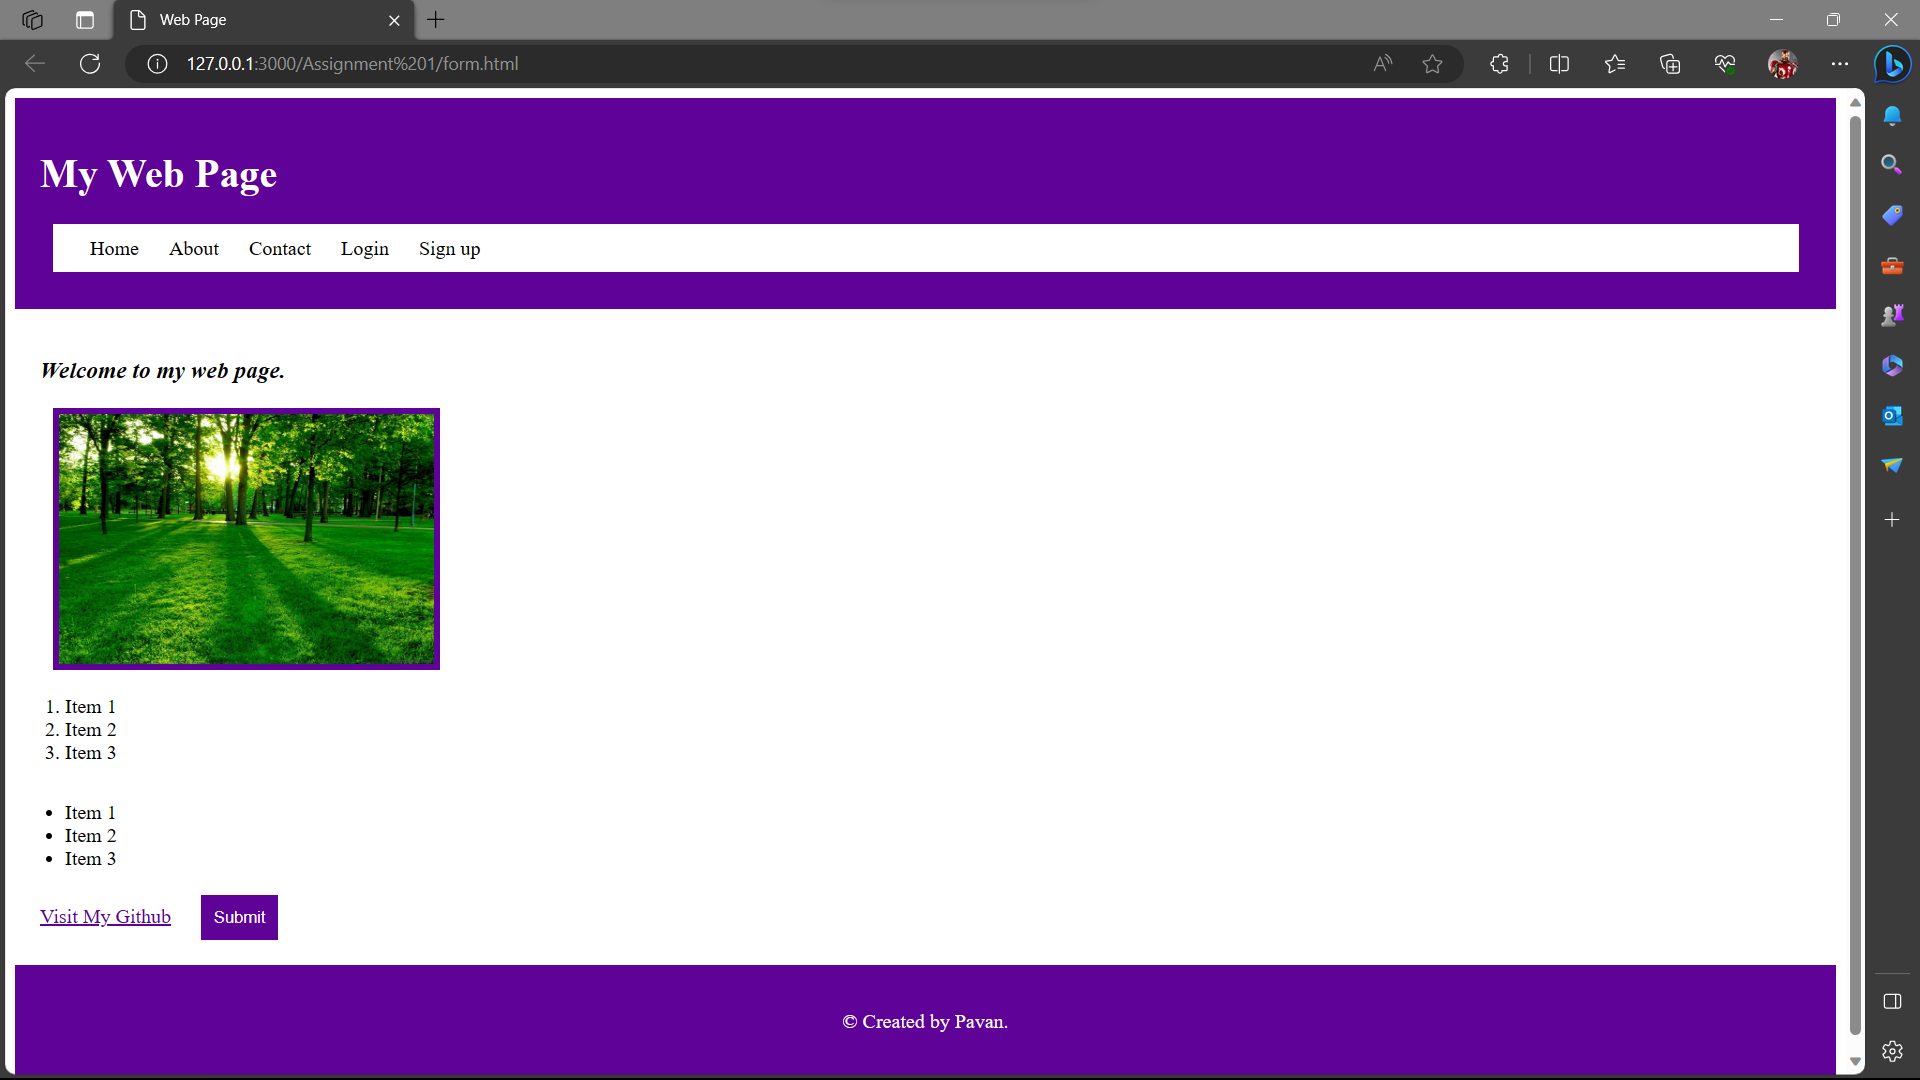 Web Page
127.0.0.1:3000/Assignment%201/form.html
My Web Page
Home About Contact Login Sign up
Welcome to my web page.
1. Item 1
2. Item 2
3. Item 3
• Item 1
• Item 2
• Item 3
Visit My Github Submit
© Created by Pavan.